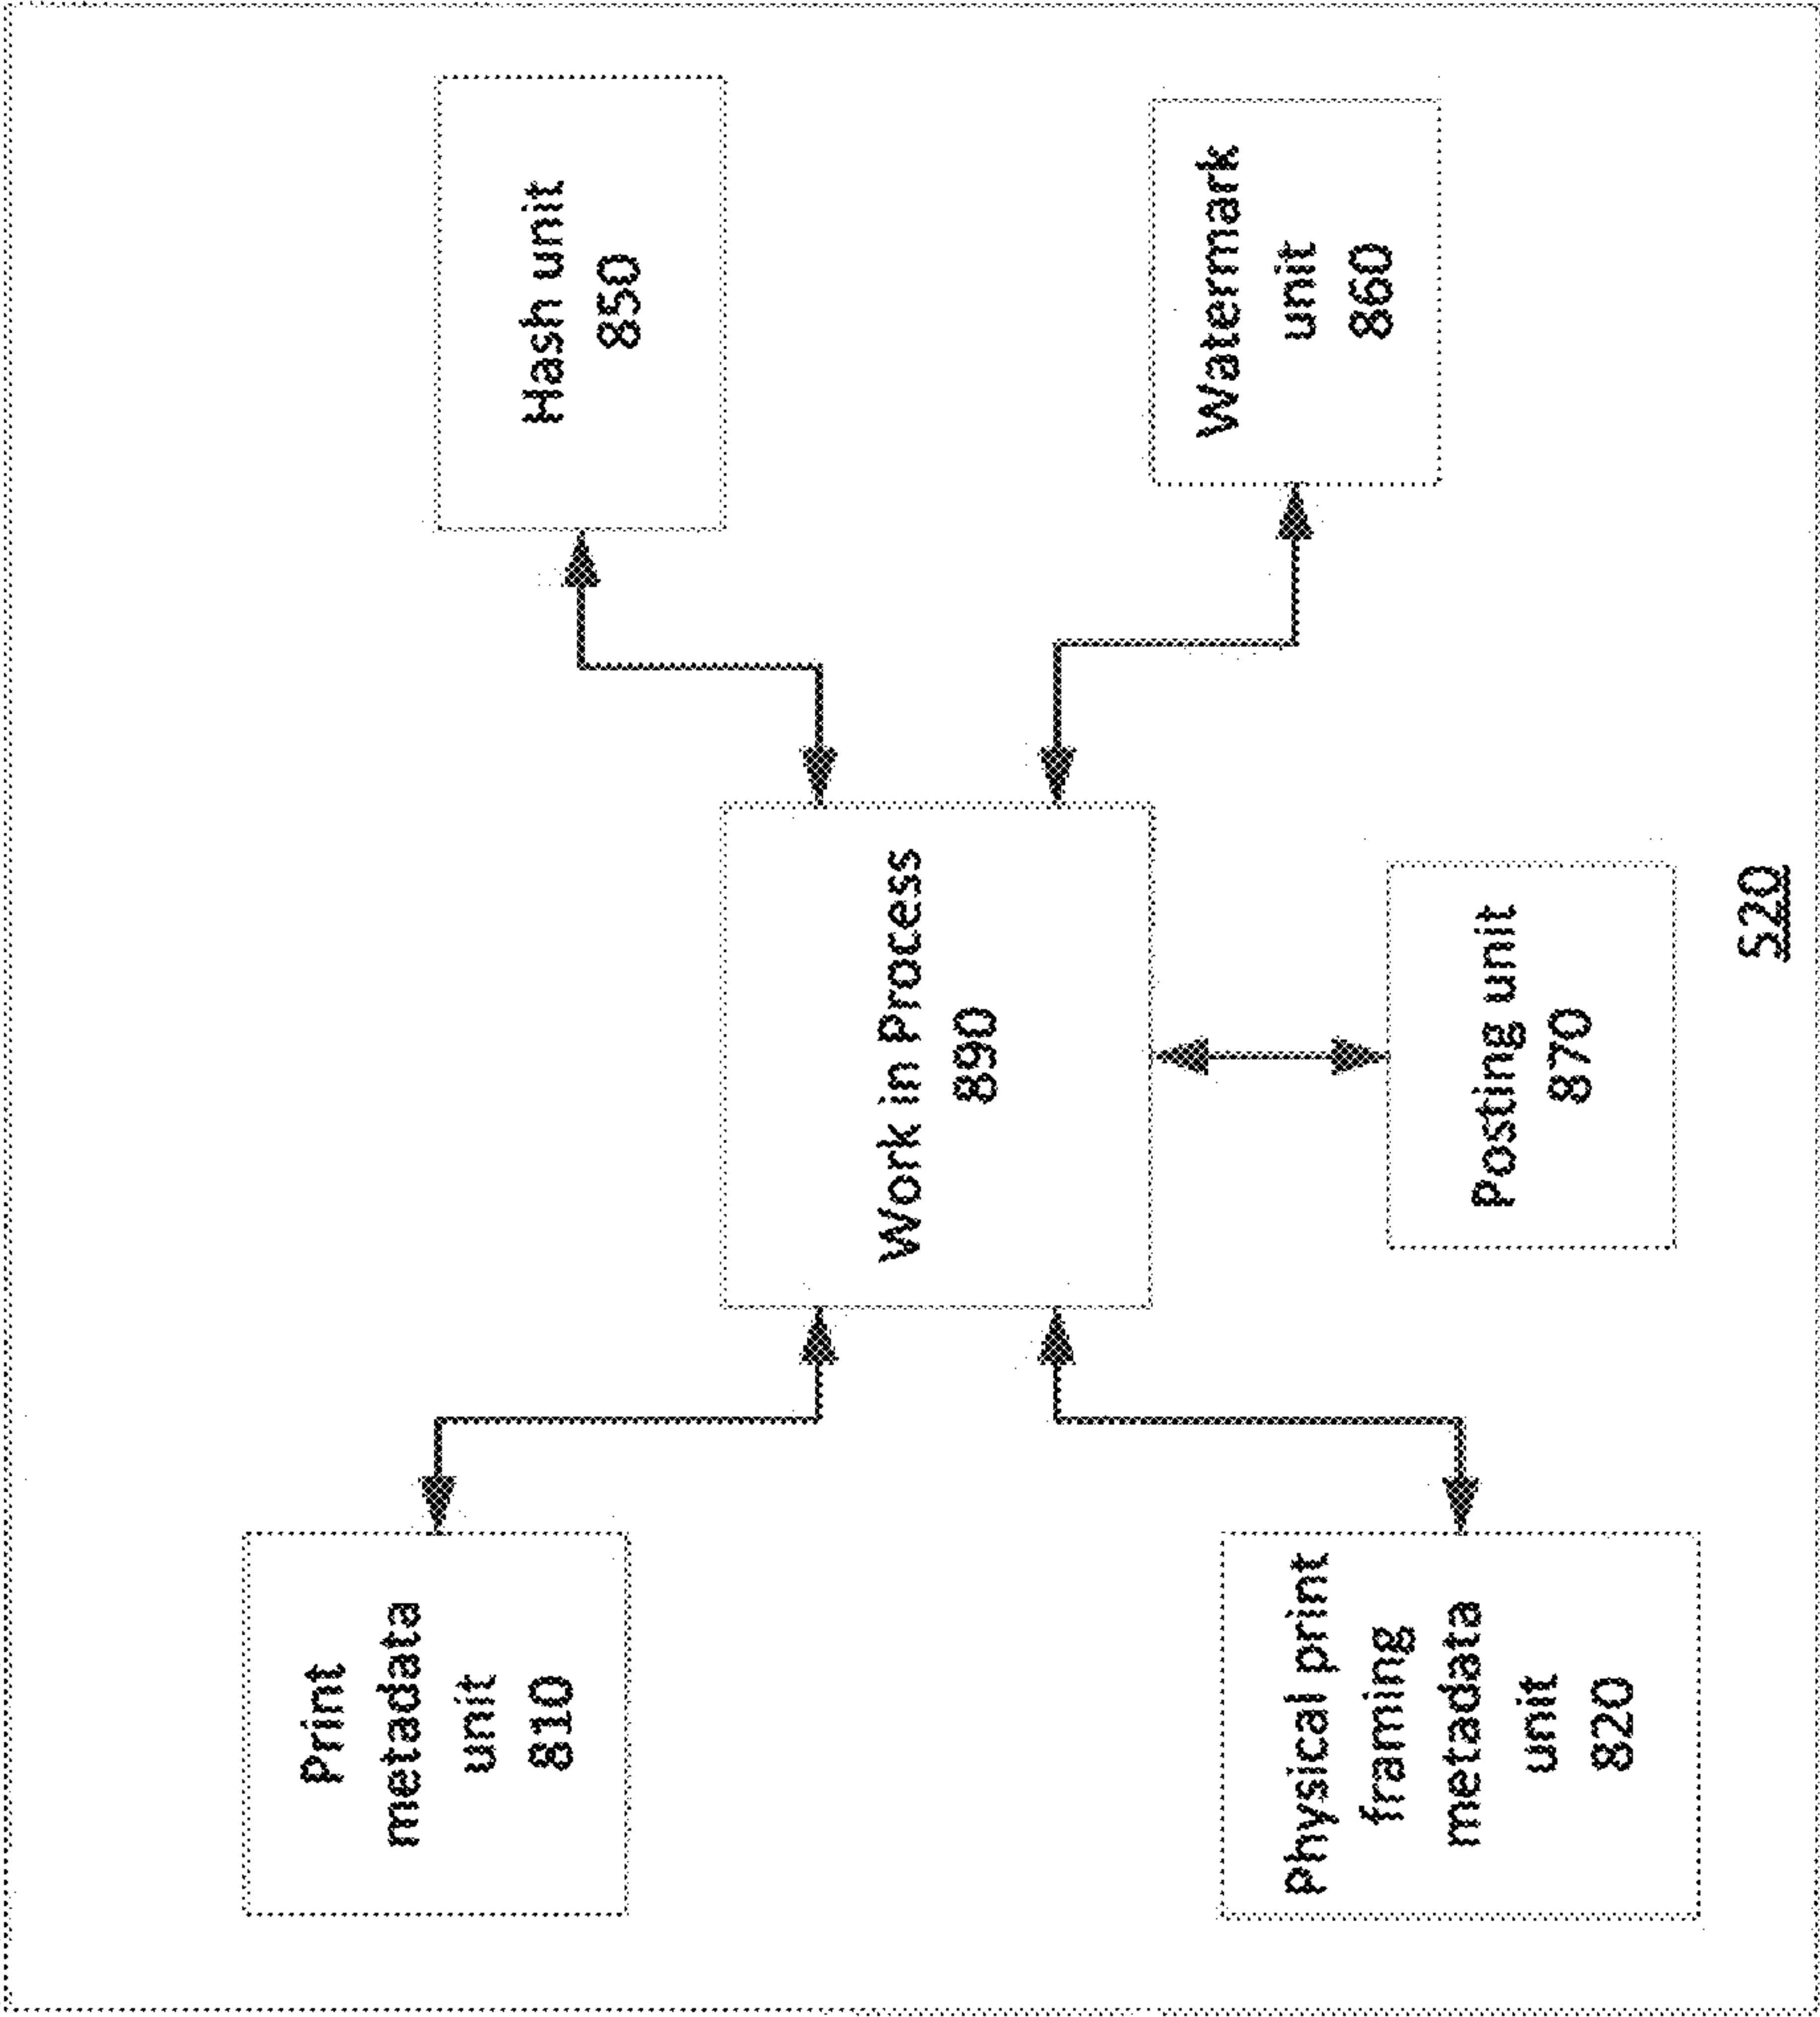 Print
metadata
unit
810
Hash unit
850
Work in Process
890
Physical print
framing
metadata
unit
820
Watermark
unit
860
Posting unit
870
520